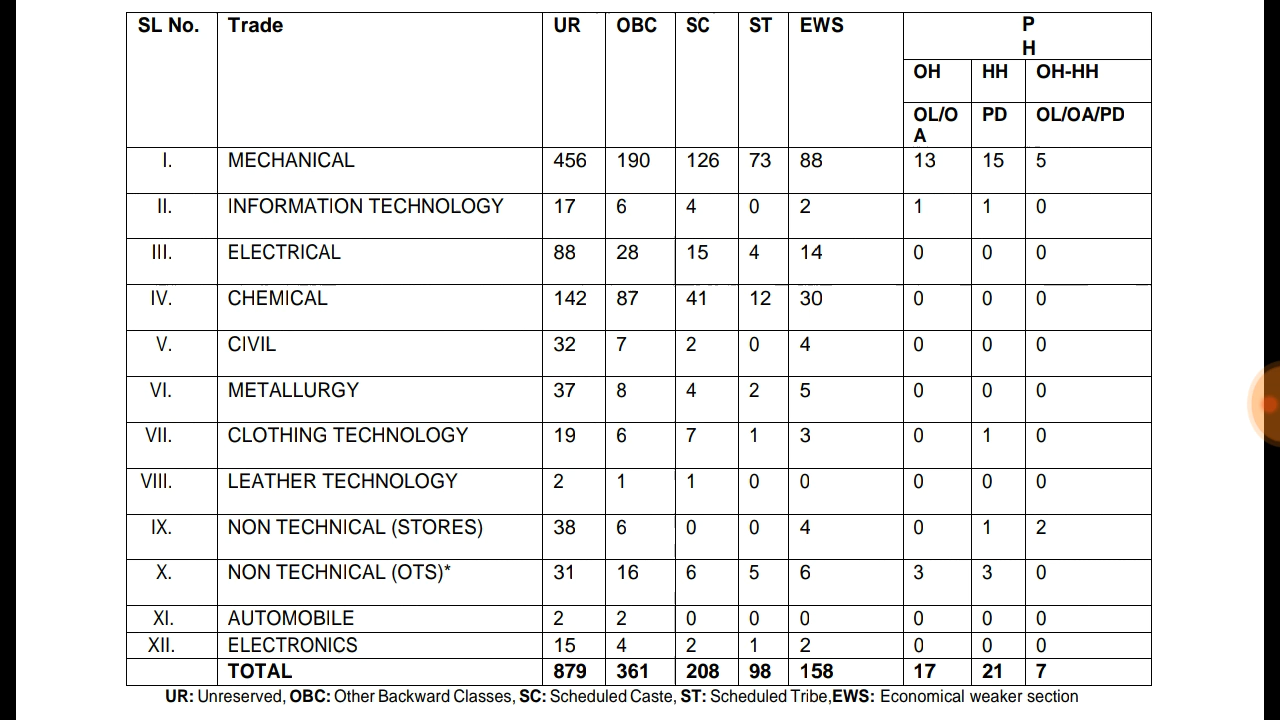 SL No. Trade UR OBC SC ST EWS P
H
OH HH OH-HH
OL/O PD OL/OA/PD
A
I. MECHANICAL 456 190 126 73 88 13 15 5
II. INFORMATION TECHNOLOGY 17 6 4 0 2 1 1 0
III. ELECTRICAL 88 28 15 4 14 0 0 0
IV. CHEMICAL 142 87 41 12 30 0 0 0
V. CIVIL 32 7 2 0 4 0 0 0
VI. METALLURGY 37 8 4 2 5 0 0 0
VII. CLOTHING TECHNOLOGY 19 6 7 1 3 0 1 0
VIII. LEATHER TECHNOLOGY 2 1 1 0 0 0 0 0
IX. NON TECHNICAL (STORES) 38 6 0 0 4 0 1 2
X. NON TECHNICAL (OTS)* 31 16 6 5 6 3 3 0
XI. AUTOMOBILE 2 2 0 0 0 0 0 0
XII. ELECTRONICS 15 4 2 1 2 0 0 0
TOTAL 879 361 208 98 158 17 21 7
UR: Unreserved, OBC: Other Backward Classes, SC: Scheduled Caste, ST: Scheduled Tribe,EWS: Economical weaker section